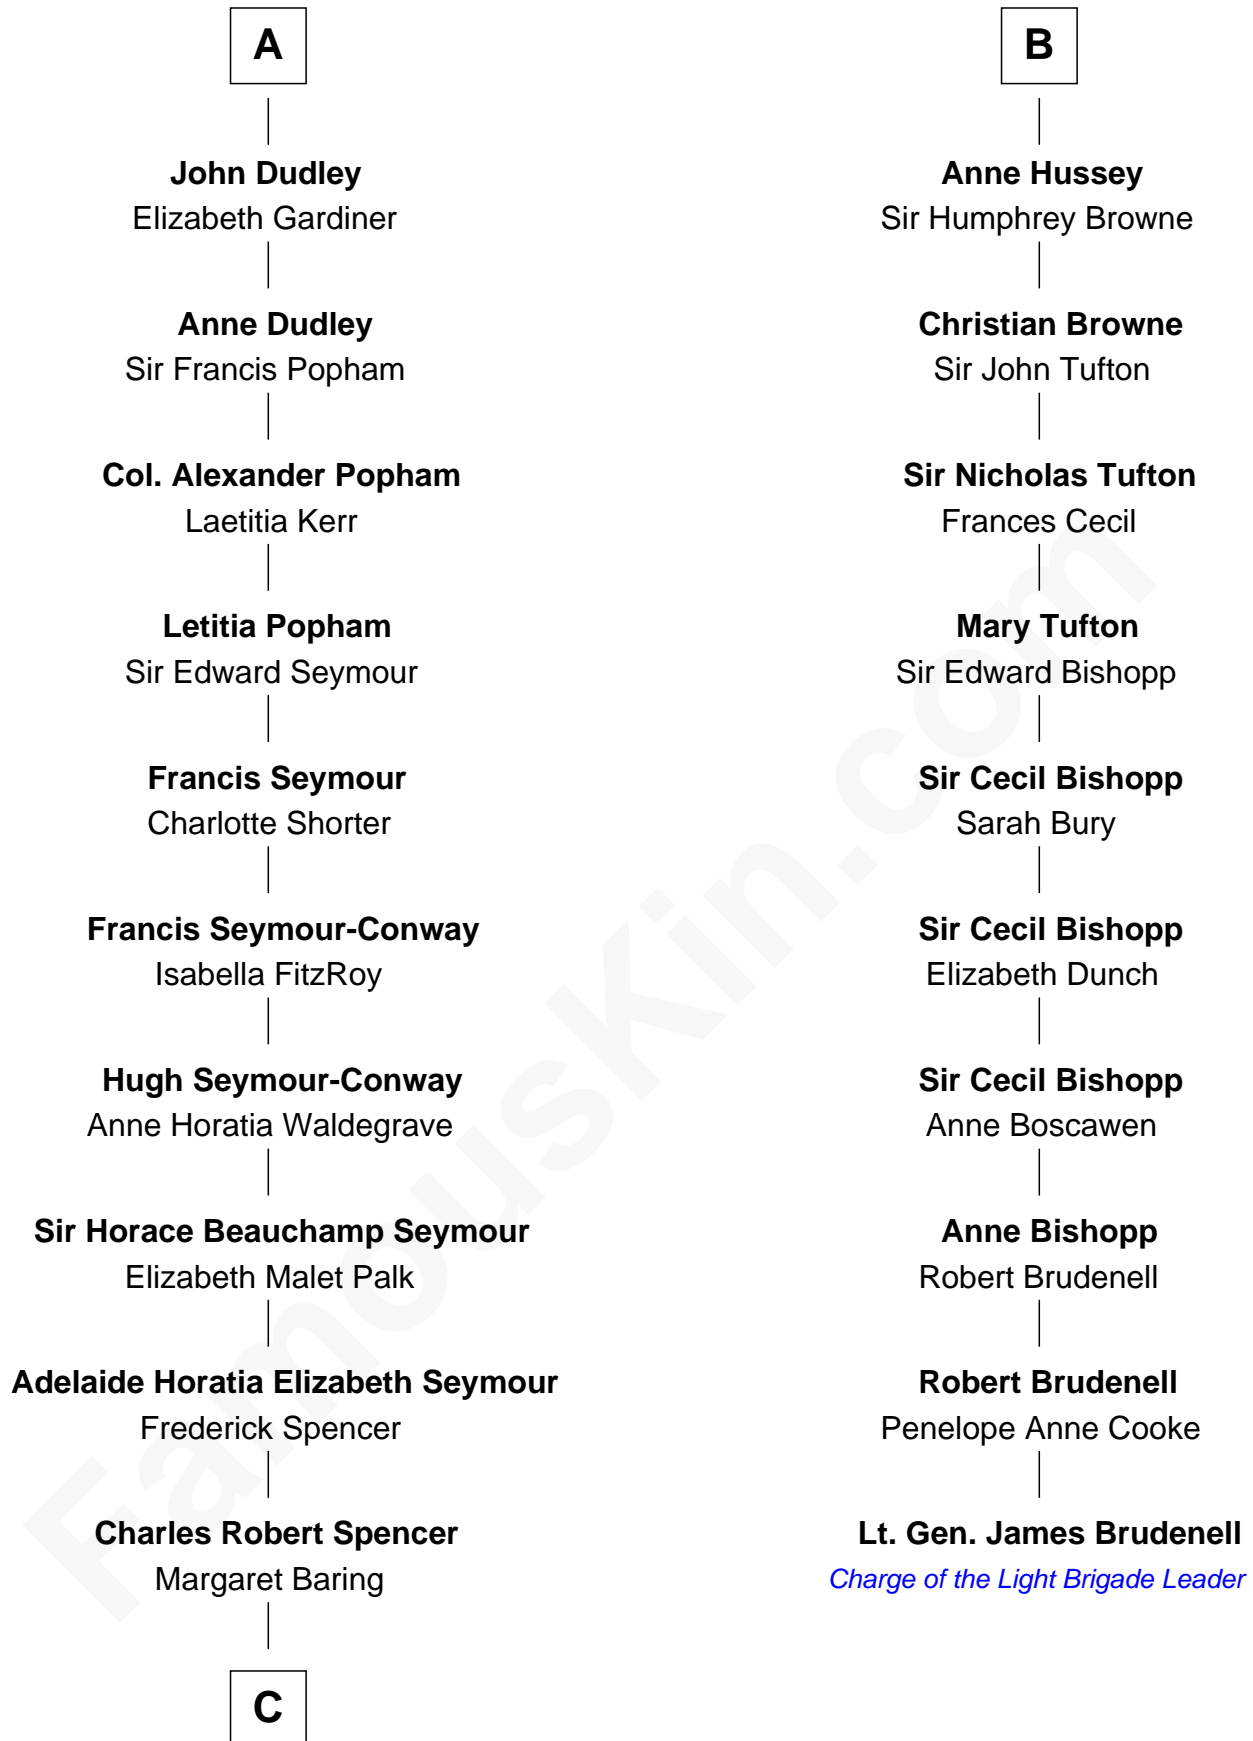 A
John Dudley
Elizabeth Gardiner
Anne Dudley
Sir Francis Popham
Col. Alexander Popham
Laetitia Kerr
Letitia Popham
Sir Edward Seymour
Francis Seymour
Charlotte Shorter
Francis Seymour-Conway
Isabella FitzRoy
Hugh Seymour-Conway
Anne Horatia Waldegrave
Sir Horace Beauchamp Seymour
Elizabeth Malet Palk
Adelaide Horatia Elizabeth Seymour
Frederick Spencer
Charles Robert Spencer
Margaret Baring
C
B
Anne Hussey
Sir Humphrey Browne
Christian Browne
Sir John Tufton
Sir Nicholas Tufton
Frances Cecil
Mary Tufton
Sir Edward Bishopp
Sir Cecil Bishopp
Sarah Bury
Sir Cecil Bishopp
Elizabeth Dunch
Sir Cecil Bishopp
Anne Boscawen
Anne Bishopp
Robert Brudenell
Robert Brudenell
Penelope Anne Cooke
Lt. Gen. James Brudenell
Charge of the Light Brigade Leader
FamousKin.com